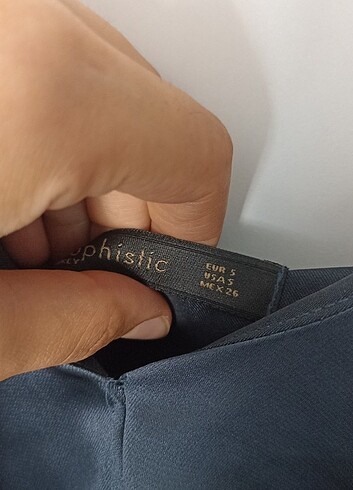 ophistic
EUR S
USA S
MEX 26